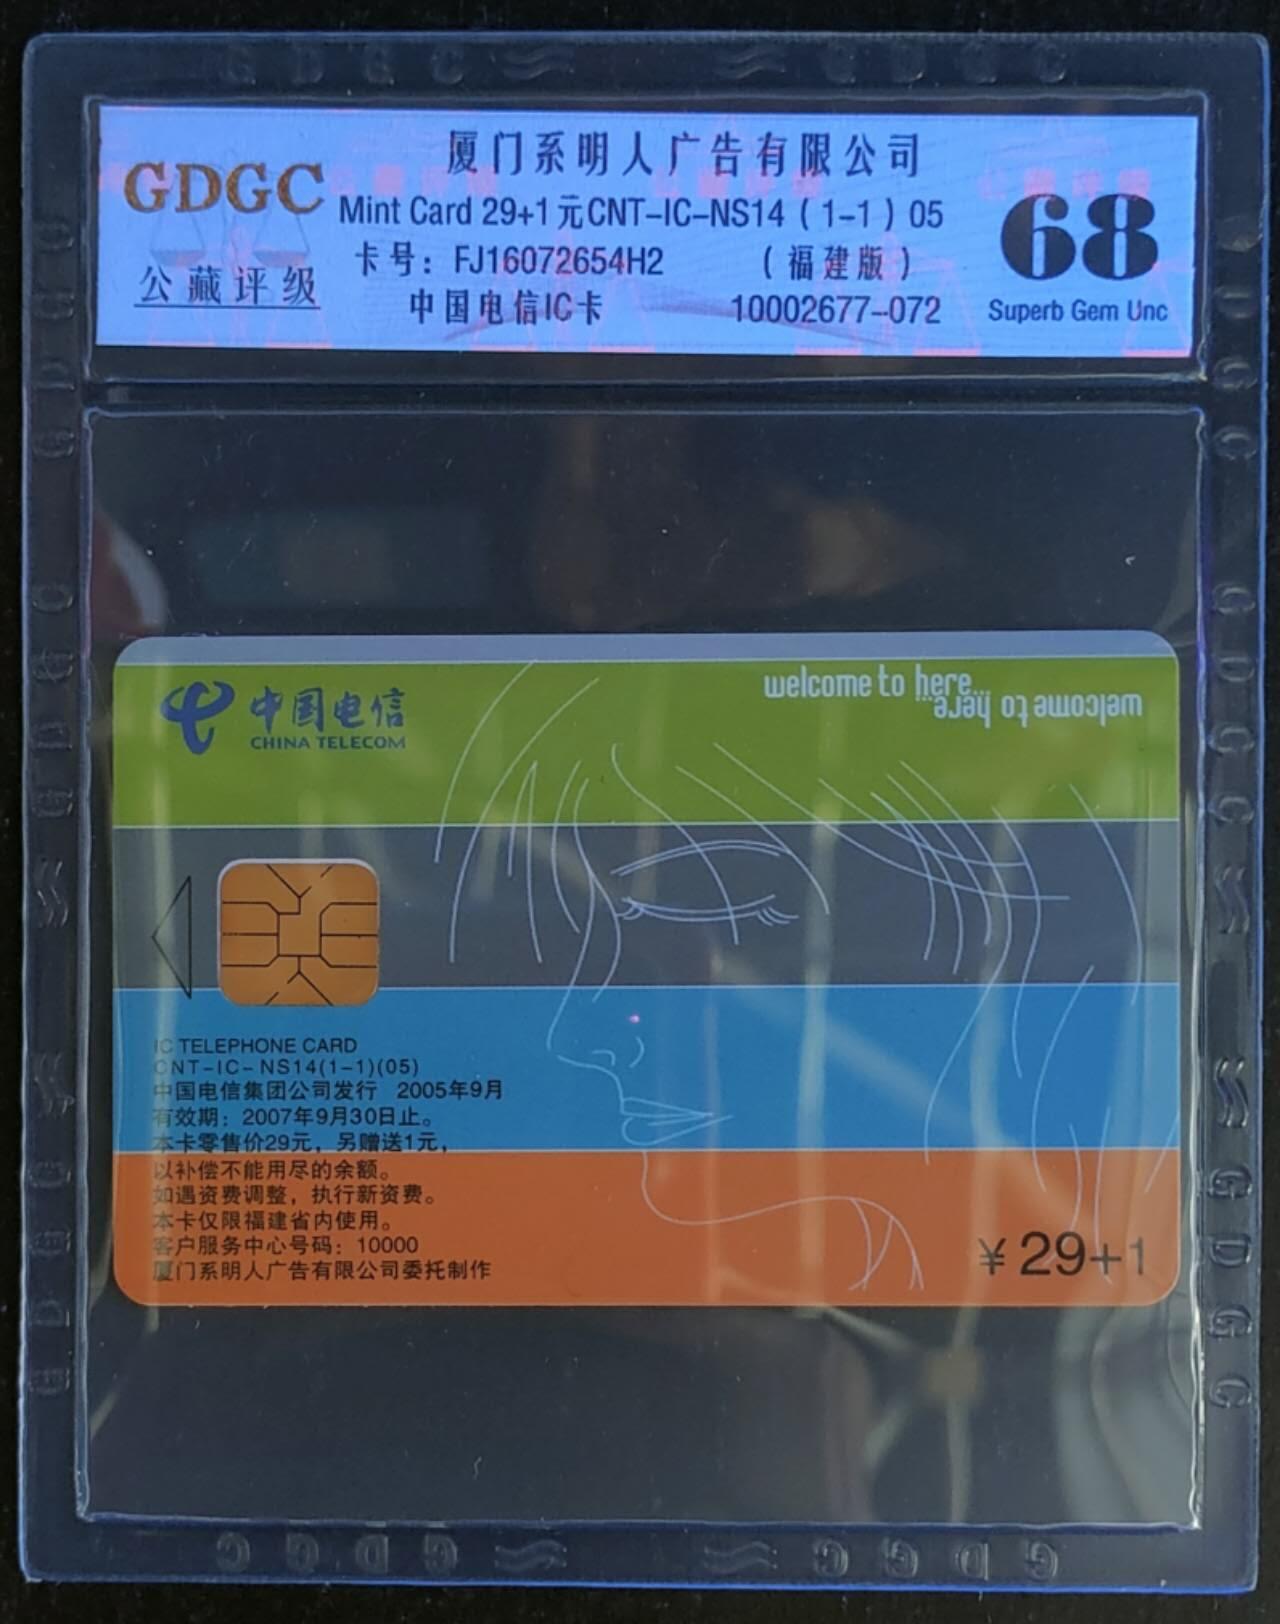 GDGC
公藏评级
厦门系明人广告有限公司
Mint Card 29+1元CNT-IC-NS14（1-1）05
卡号：FJ16072654H2 （福建版）
中国电信IC卡 10002677--072
68
Superb Gem Unc
中国电信
CHINA TELECOM
welcome to here...
welcome to here...
IC TELEPHONE CARD
CNT-IC-NS14(1-1)(05)
中国电信集团公司发行 2005年9月
有效期：2007年9月30日止。
本卡零售价29元，另赠送1元，
以补偿不能用尽的余额。
如遇资费调整，执行新资费。
本卡仅限福建省内使用。
客户服务中心号码：10000
厦门系明人广告有限公司委托制作
¥29+1